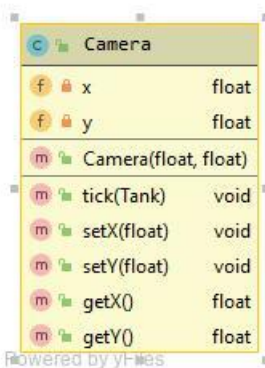 C Camera
f x float
f y float
m Camera(float, float)
m tick(Tank) void
m setX(float) void
m setY(float) void
m getX() float
m getY() float
Powered by yFiles